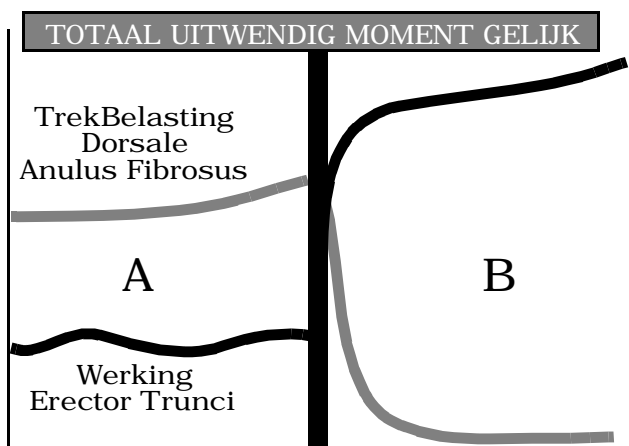 TOTAAL UITWENDIG MOMENT GELIJK
TrekBelasting
Dorsale
Anulus Fibrosus
A
B
Werking
Erector Trunci